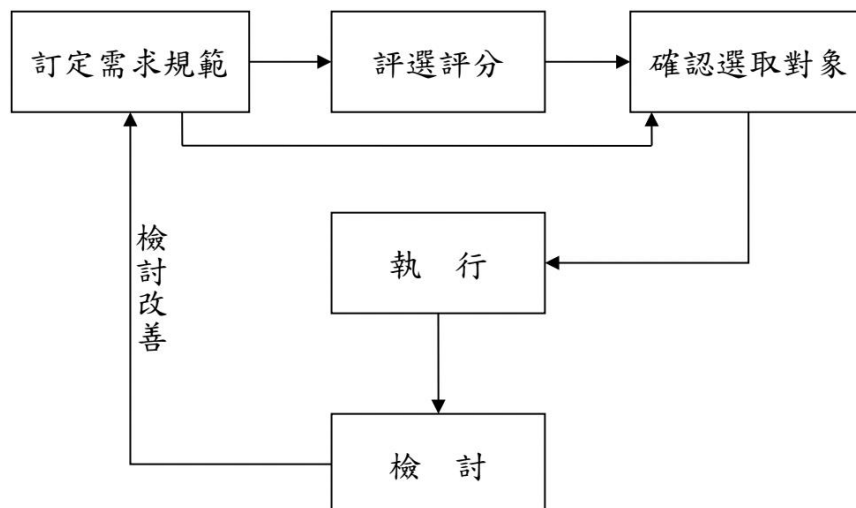 訂定需求規範
評選評分
確認選取對象
執　行
檢討改善
檢　討